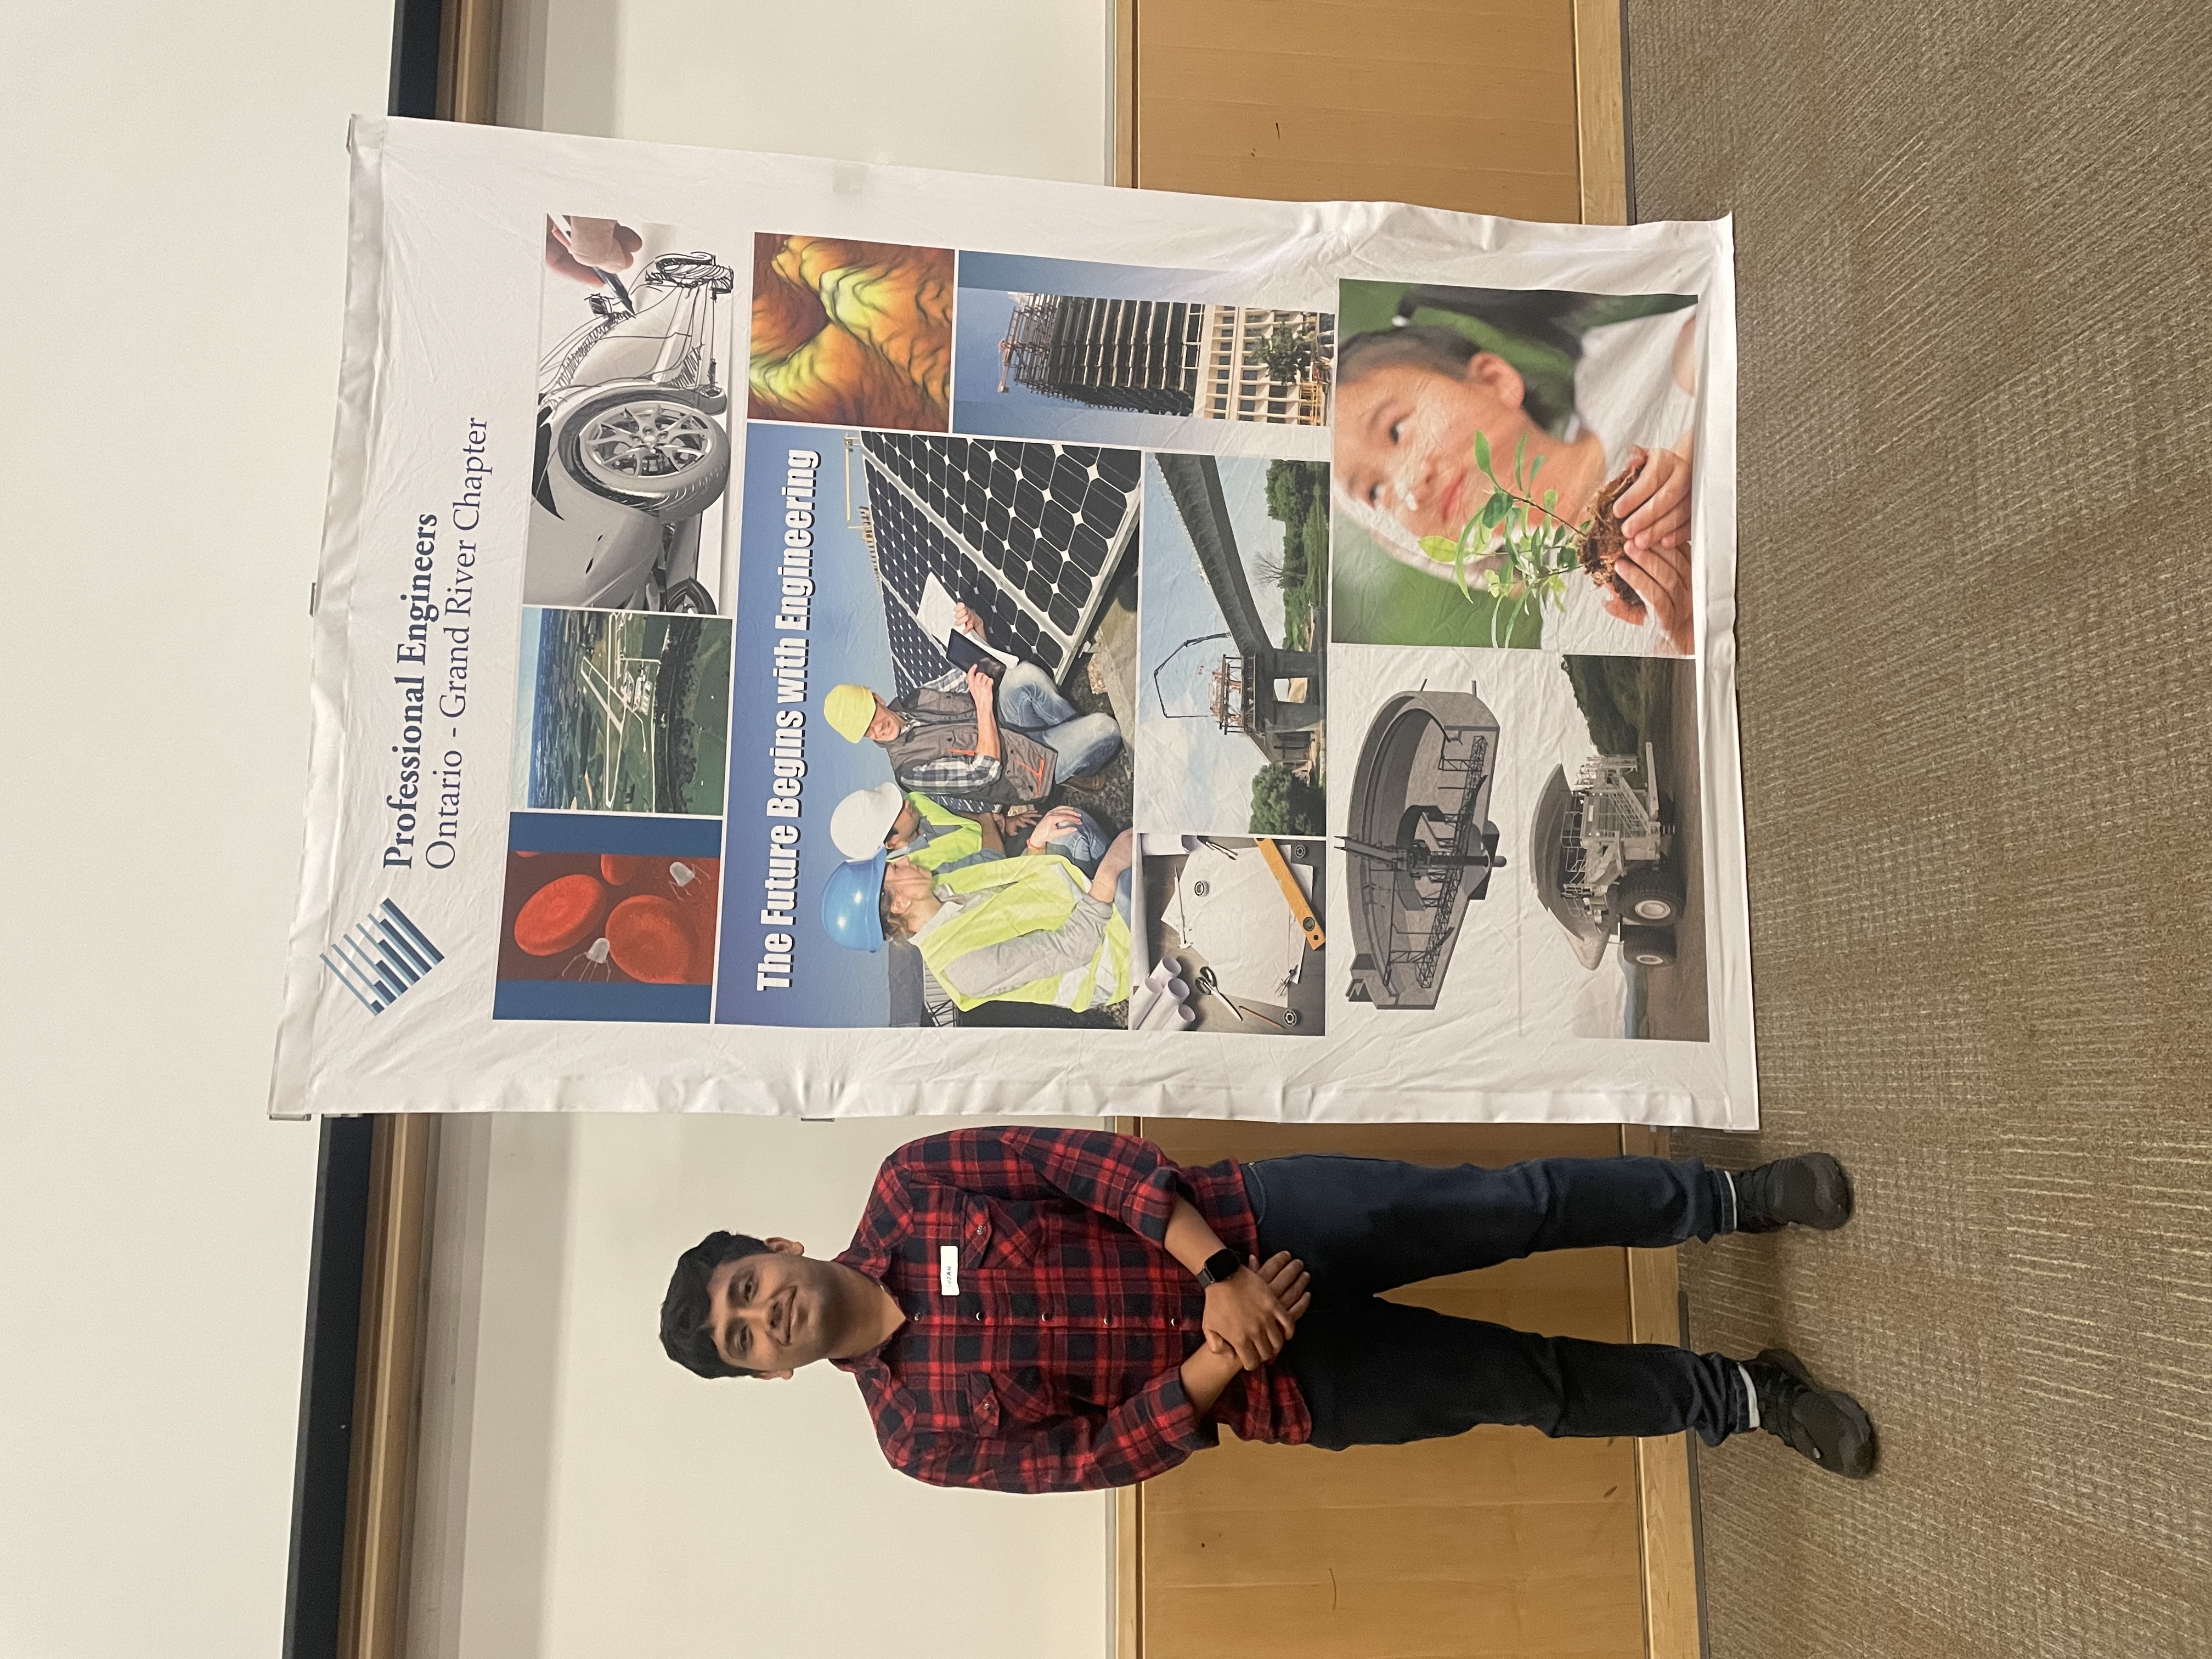 Professional Engineers
Ontario - Grand River Chapter
The Future Begins with Engineering